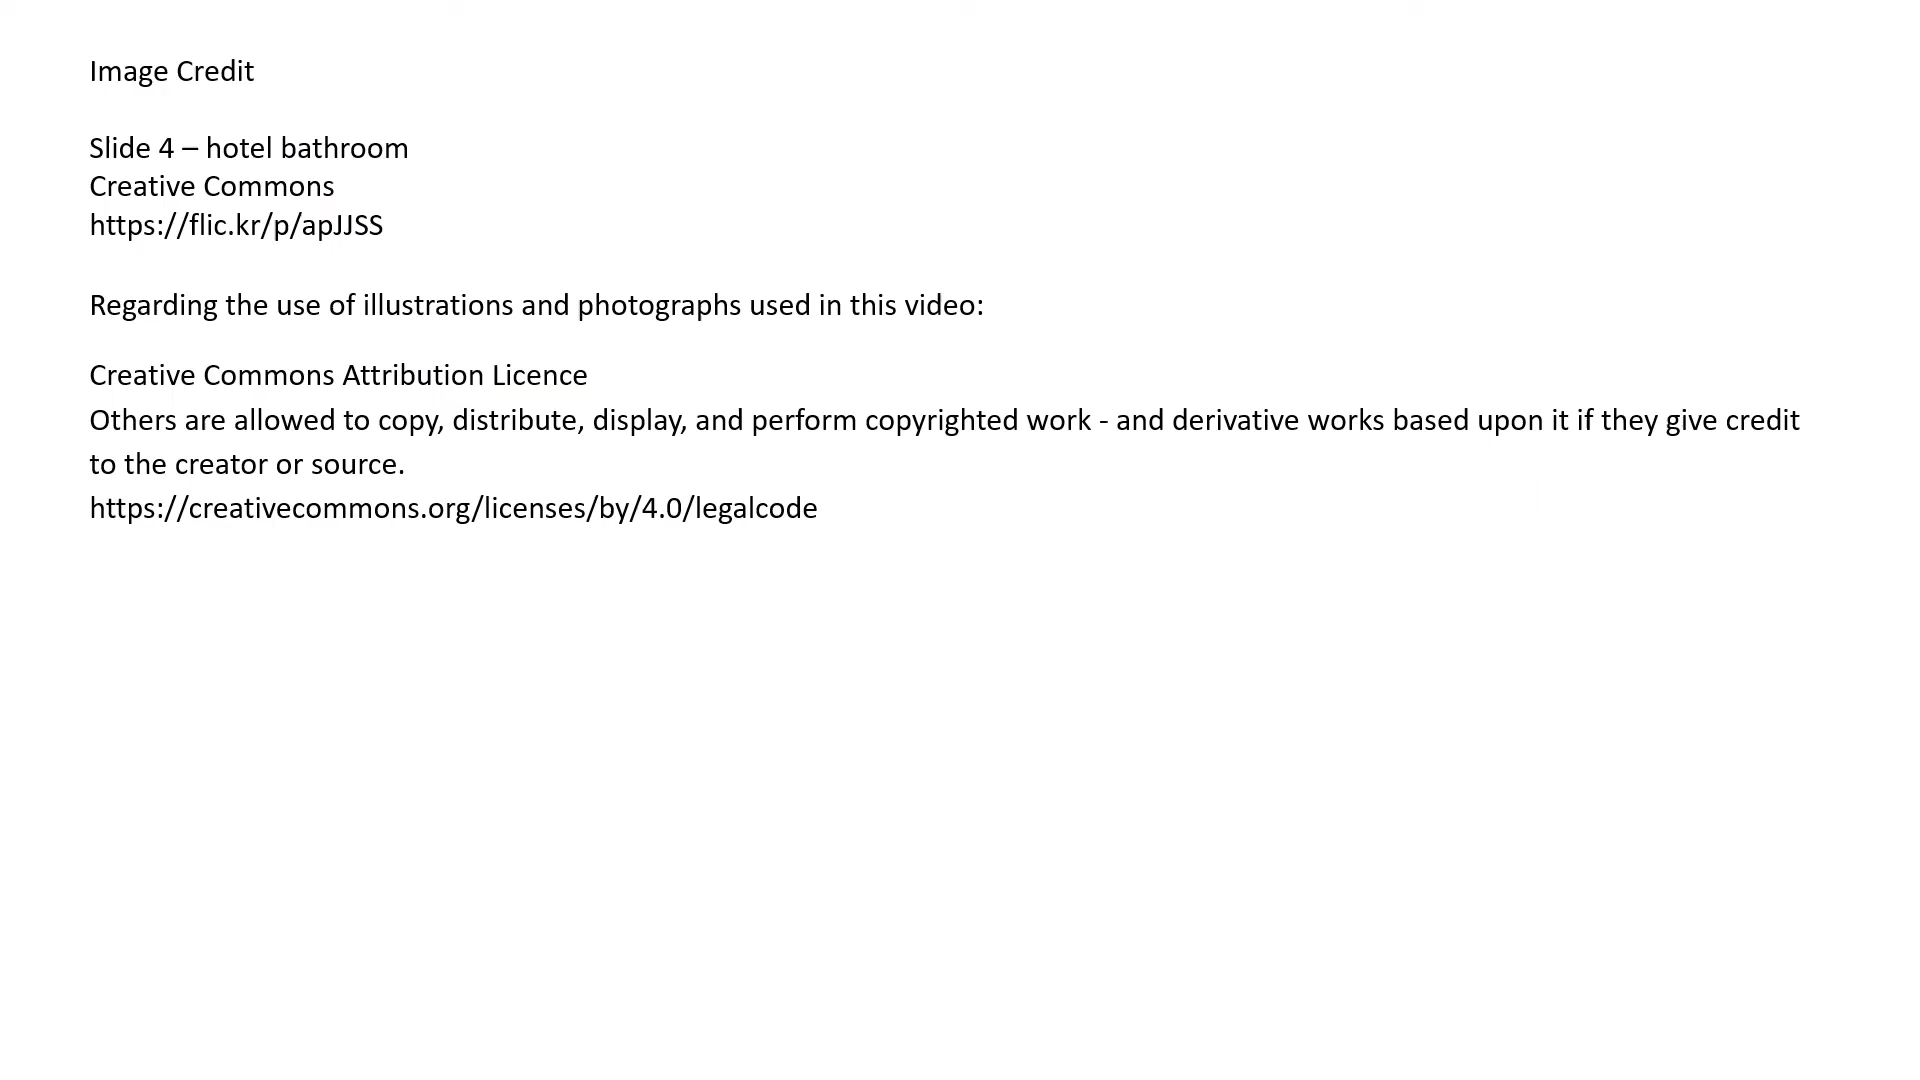 Image Credit
Slide 4 – hotel bathroom
Creative Commons
https://flic.kr/p/apJJSS
Regarding the use of illustrations and photographs used in this video:
Creative Commons Attribution Licence
Others are allowed to copy, distribute, display, and perform copyrighted work - and derivative works based upon it if they give credit
to the creator or source.
https://creativecommons.org/licenses/by/4.0/legalcode